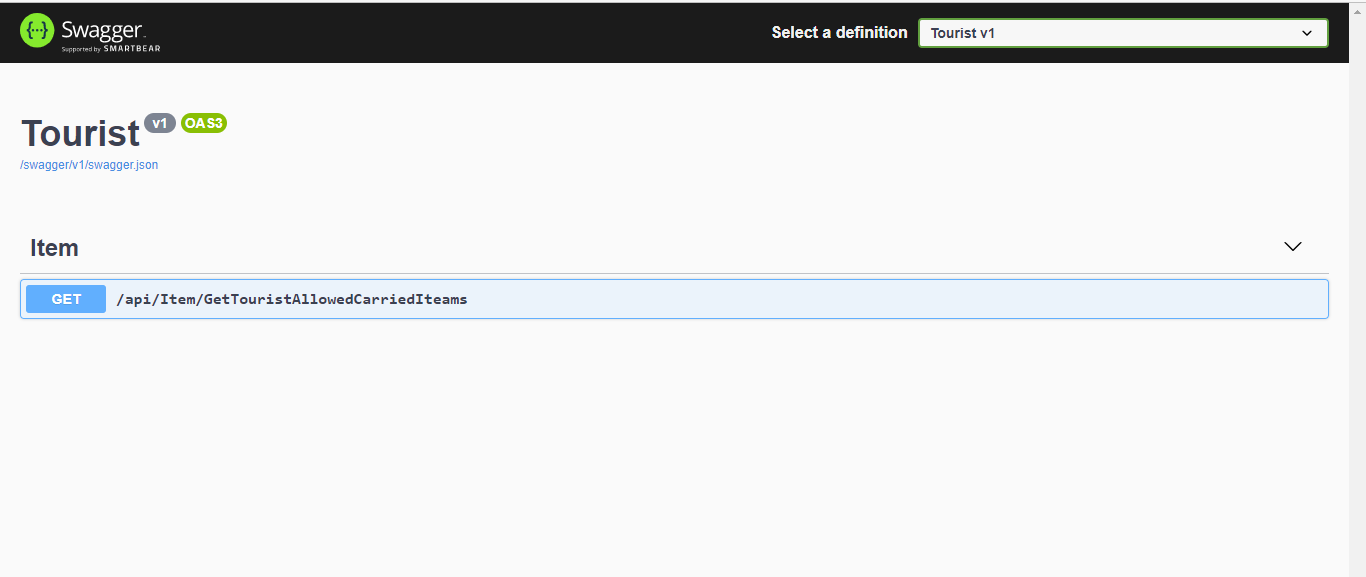 {...} Swagger
Supported by SMARTBEAR
Select a definition
Tourist v1
Tourist v1 OAS3
/swagger/v1/swagger.json
Item
GET /api/Item/GetTouristAllowedCarriedIteams